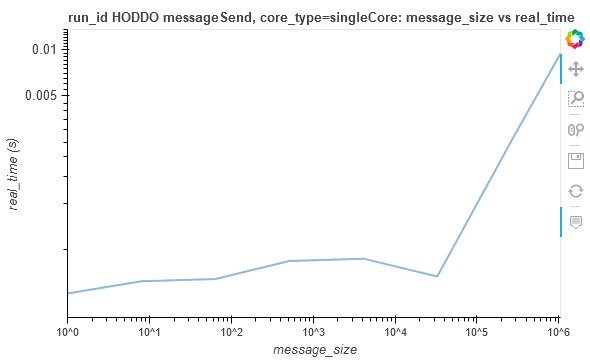 run_id HODDO messageSend, core_type=singleCore: message_size vs real_time
0.01
0.005
real_time (s)
10^0 10^1 10^2 10^3 10^4 10^5 10^6
message_size